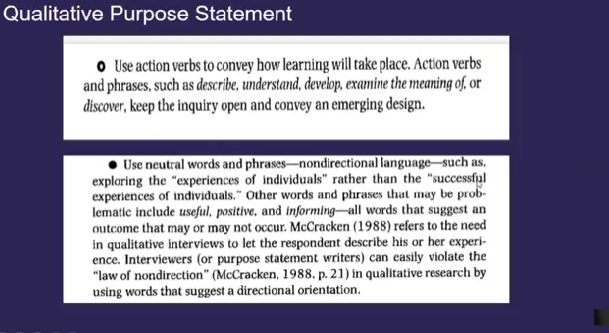 Qualitative Purpose Statement
o Use action verbs to convey how learning will take place. Action verbs
and phrases, such as describe, understand, develop, examine the meaning of, or
discover, keep the inquiry open and convey an emerging design.
● Use neutral words and phrases—nondirectional language—such as,
exploring the "experiences of individuals" rather than the "successful
experiences of individuals." Other words and phrases that may be prob-
lematic include useful, positive, and informing—all words that suggest an
outcome that may or may not occur. McCracken (1988) refers to the need
in qualitative interviews to let the respondent describe his or her experi-
ence. Interviewers (or purpose statement writers) can easily violate the
"law of nondirection" (McCracken, 1988, p. 21) in qualitative research by
using words that suggest a directional orientation.